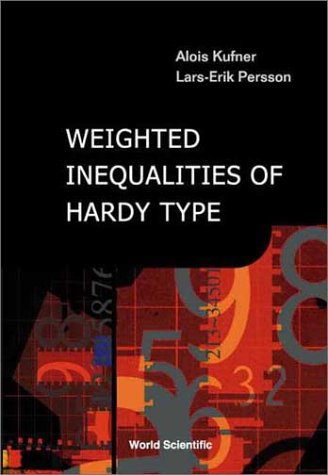 Alois Kufner
Lars-Erik Persson
WEIGHTED
INEQUALITIES OF
HARDY TYPE
World Scientific